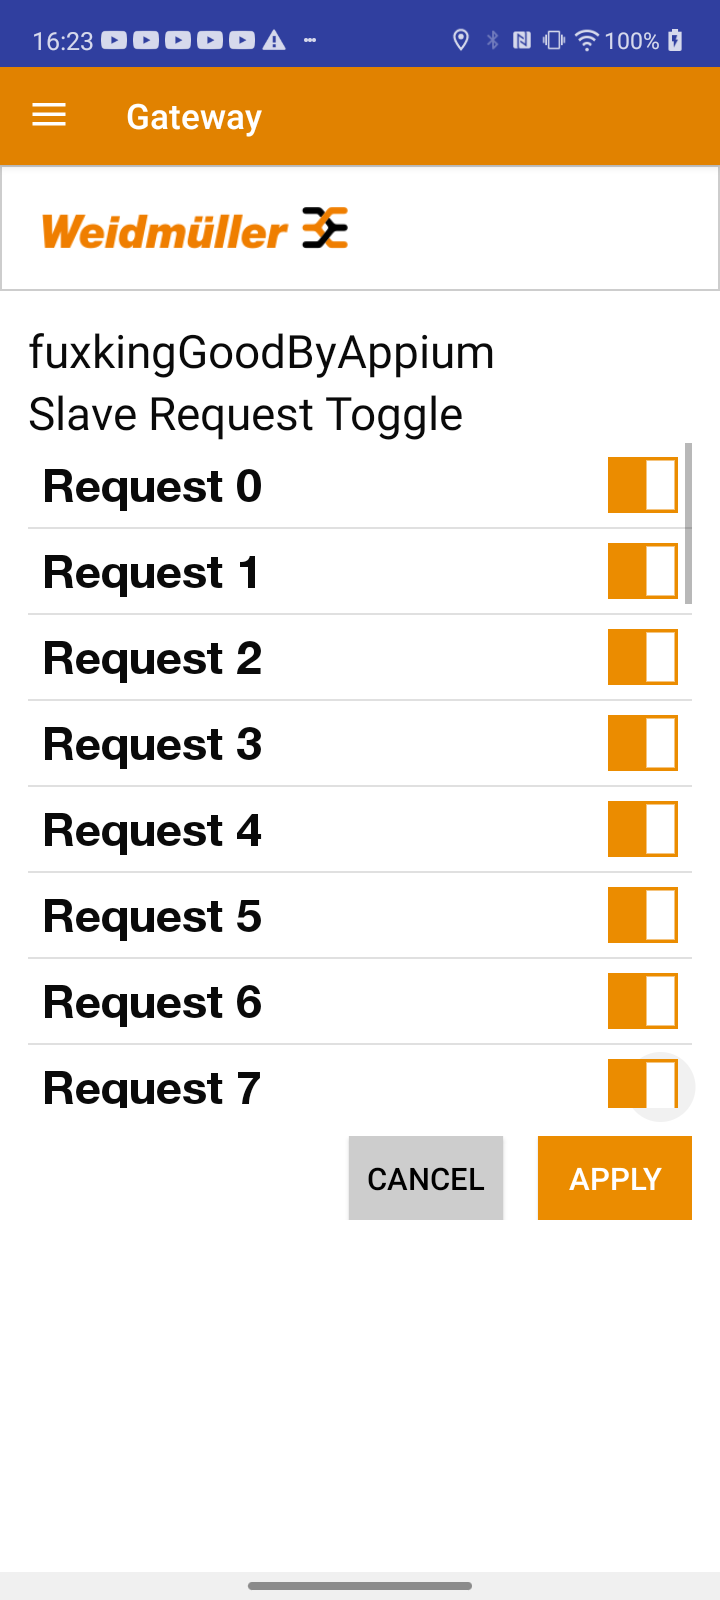 16:23 100%
Gateway
Weidmüller
fuxkingGoodByAppium
Slave Request Toggle
Request 0
Request 1
Request 2
Request 3
Request 4
Request 5
Request 6
Request 7
CANCEL APPLY